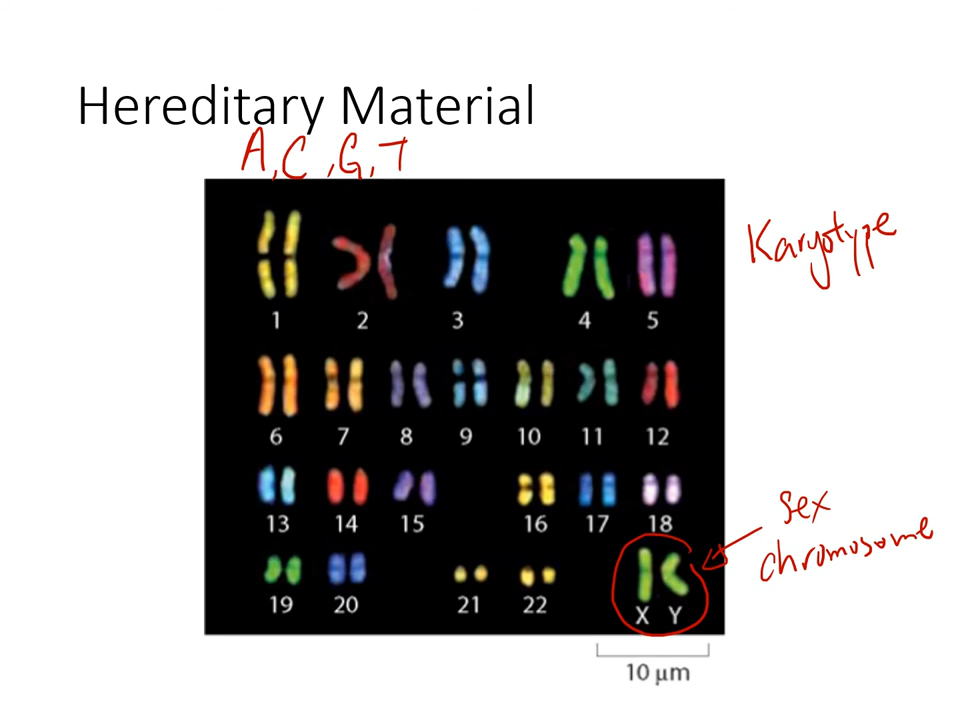 Hereditary Material
A, C, G, T
Karyotype
1 2 3 4 5
6 7 8 9 10 11 12
13 14 15 16 17 18
sex
chromosome
19 20 21 22 X Y
10 μm